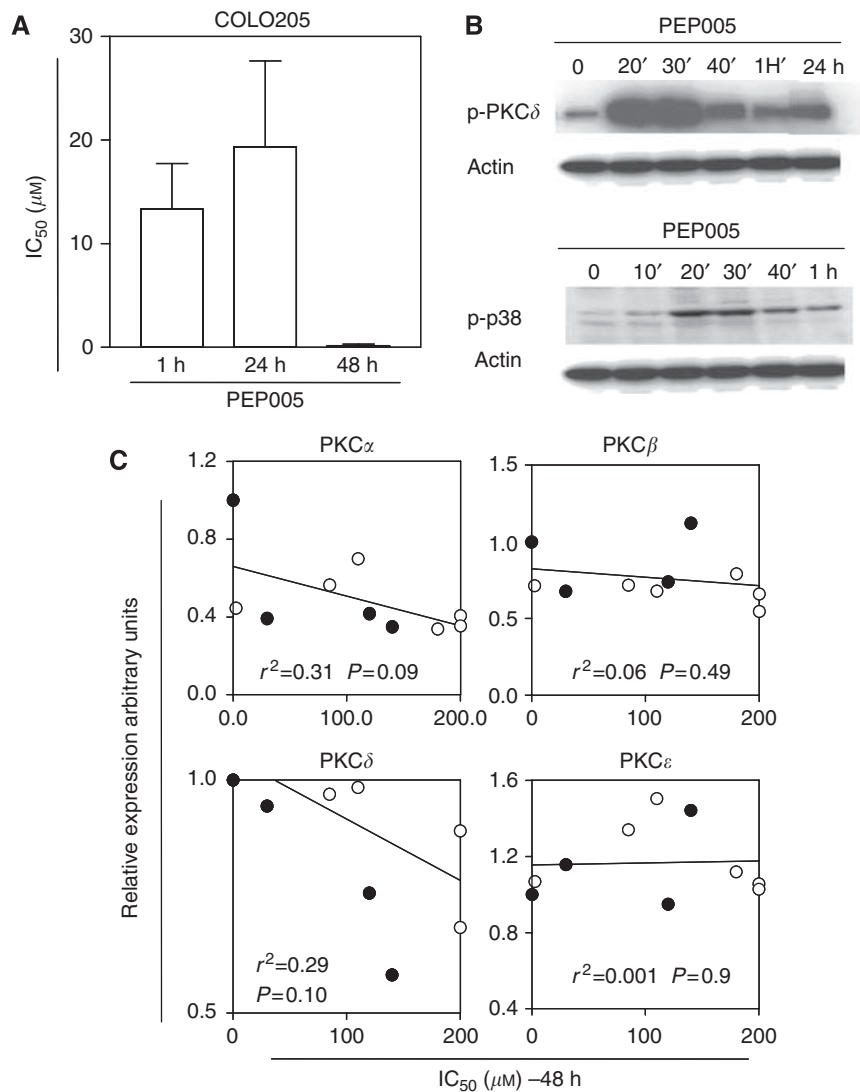 A
COLO205
30
20
10
0
IC50 (μM)
1 h 24 h 48 h
PEP005
B
PEP005
0 20′ 30′ 40′ 1H′ 24 h
p-PKCδ
Actin
PEP005
0 10′ 20′ 30′ 40′ 1 h
p-p38
Actin
C
Relative expression arbitrary units
PKCα
1.2
0.8
0.4
0.0
r2=0.31 P=0.09
0.0 100.0 200.0
PKCβ
1.5
1.0
0.5
0.0
r2=0.06 P=0.49
0 100 200
PKCδ
1.0
0.5
r2=0.29
P=0.10
0 100 200
PKCε
1.6
1.2
0.8
0.4
r2=0.001 P=0.9
0 100 200
IC50 (μM) –48 h